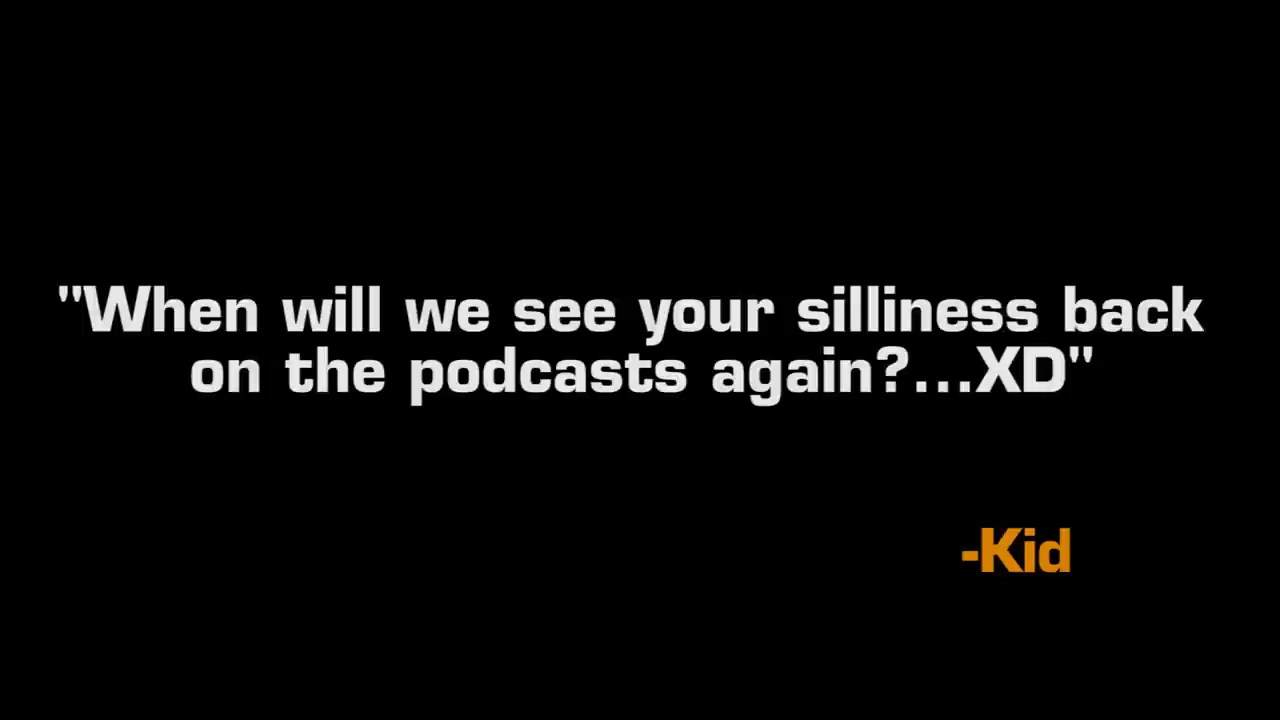 "When will we see your silliness back
on the podcasts again?...XD"
-Kid